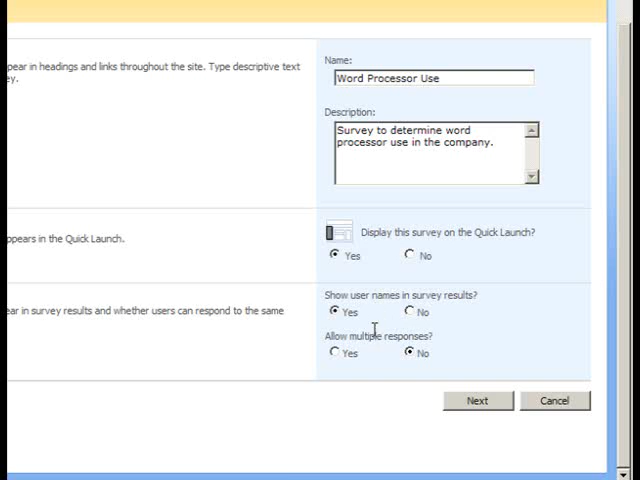 pear in headings and links throughout the site. Type descriptive text
ey.
Name:
Word Processor Use
Description:
Survey to determine word
processor use in the company.
ppears in the Quick Launch.
Display this survey on the Quick Launch?
Yes No
ear in survey results and whether users can respond to the same
Show user names in survey results?
Yes No
Allow multiple responses?
Yes No
Next Cancel